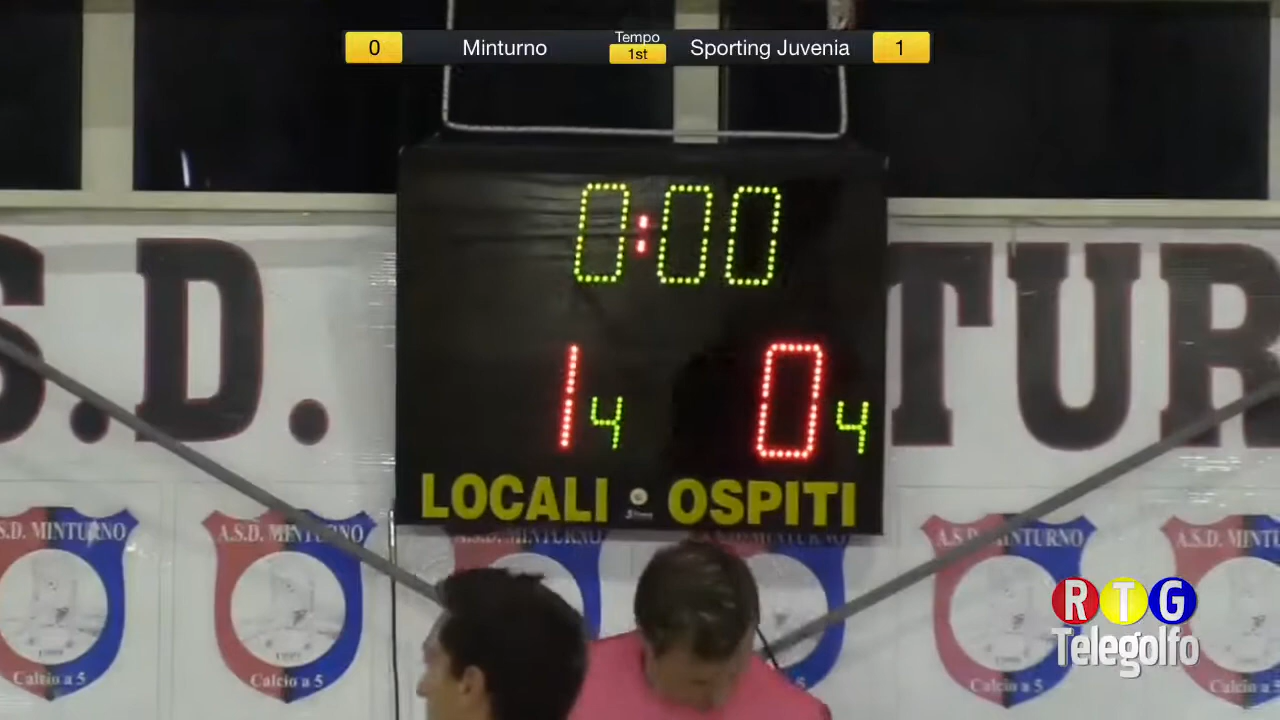 0 Minturno Tempo 1st Sporting Juvenia 1
0:00
1 4 0 4
LOCALI OSPITI
S.D. TUR
A.S.D. MINTURNO
Calcio a 5
A.S.D. MINTURNO
Calcio a 5
A.S.D. MINTURNO
Calcio a 5
RTG
Telegolfo